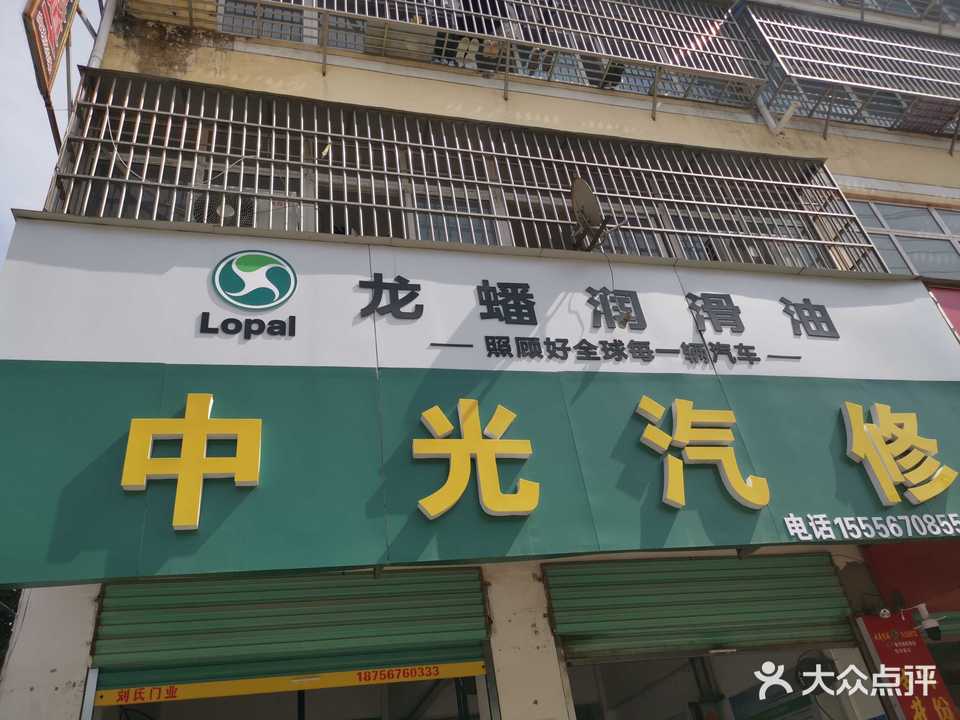 Lopal
龙蟠润滑油
照顾好全球每一辆汽车
中光汽修
电话1555670855
刘氏门业 18756760333
大众点评